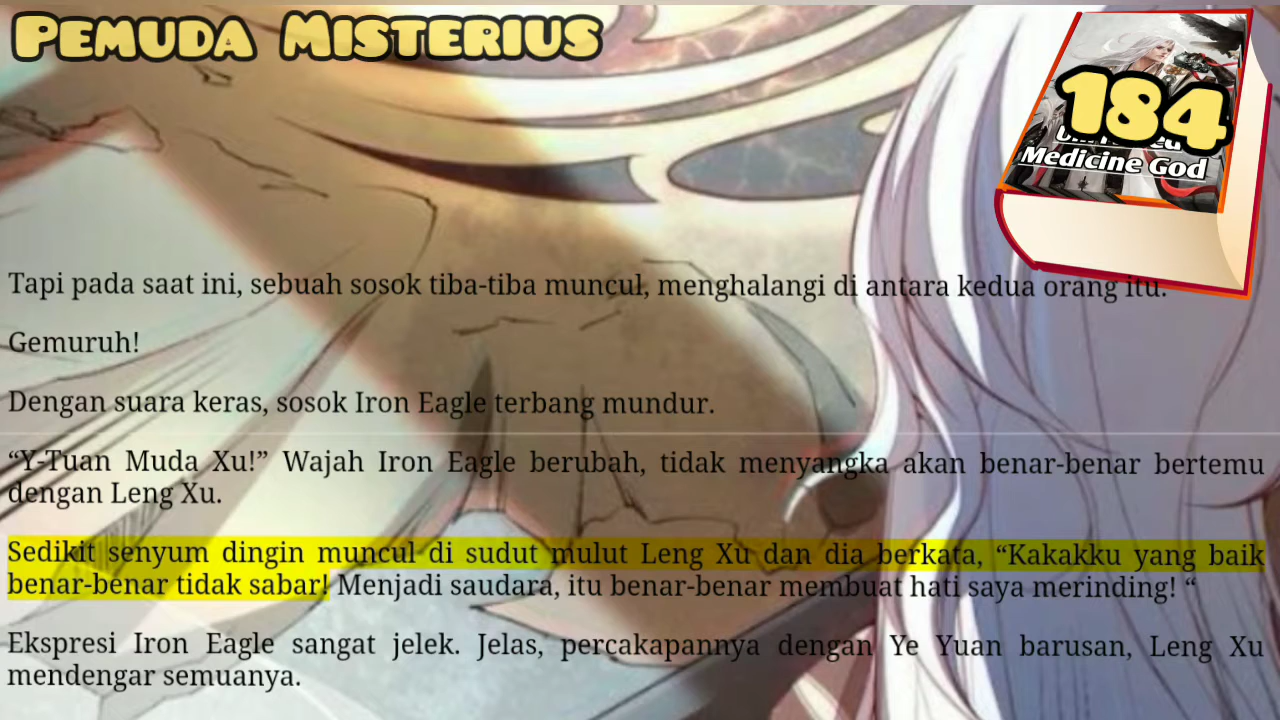 Pemuda Misterius
184
Medicine God
Tapi pada saat ini, sebuah sosok tiba-tiba muncul, menghalangi di antara kedua orang itu.
Gemuruh!
Dengan suara keras, sosok Iron Eagle terbang mundur.
“Y-Tuan Muda Xu!” Wajah Iron Eagle berubah, tidak menyangka akan benar-benar bertemu
dengan Leng Xu.
Sedikit senyum dingin muncul di sudut mulut Leng Xu dan dia berkata, “Kakakku yang baik
benar-benar tidak sabar! Menjadi saudara, itu benar-benar membuat hati saya merinding! “
Ekspresi Iron Eagle sangat jelek. Jelas, percakapannya dengan Ye Yuan barusan, Leng Xu
mendengar semuanya.